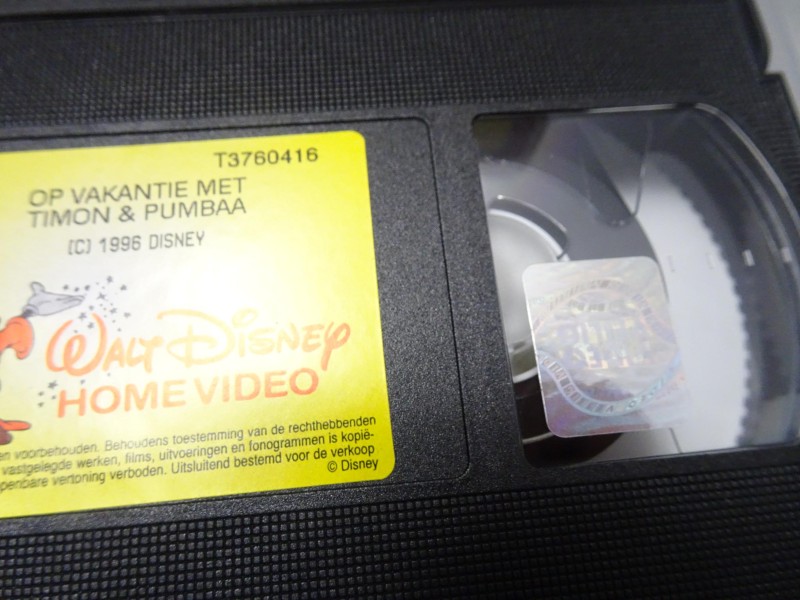 T3760416
OP VAKANTIE MET
TIMON & PUMBAA
(C) 1996 DISNEY
WALT DISNEY
HOME VIDEO
en voorbehouden. Behoudens toestemming van de rechthebbenden
vastgelegde werken, films, uitvoeringen en fonogrammen is kopië-
penbare vertoning verboden. Uitsluitend bestemd voor de verkoop
© Disney